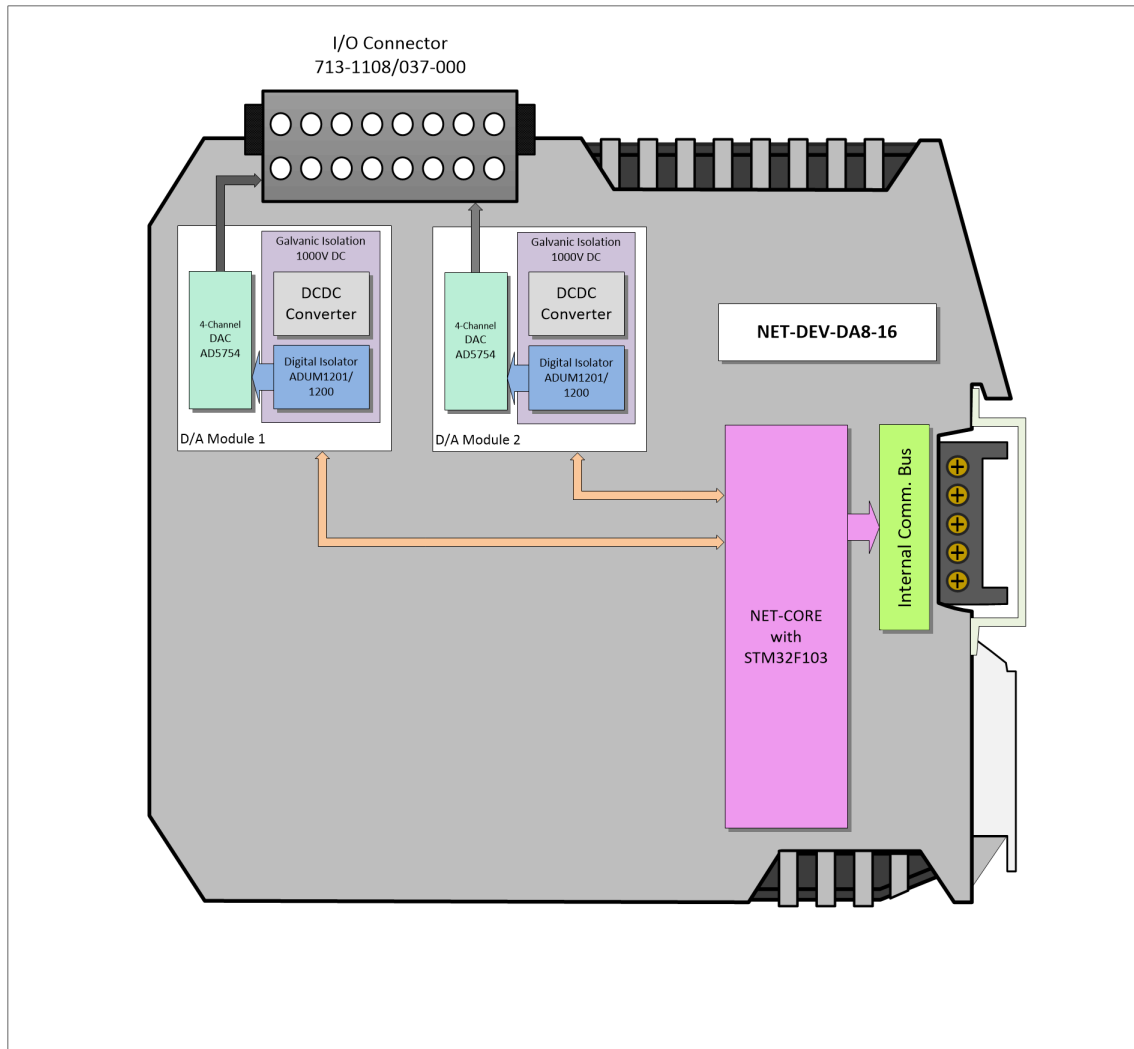 I/O Connector
713-1108/037-000
Galvanic Isolation
1000V DC
DCDC
Converter
4-Channel
DAC
AD5754
Digital Isolator
ADUM1201/
1200
D/A Module 1
Galvanic Isolation
1000V DC
DCDC
Converter
4-Channel
DAC
AD5754
Digital Isolator
ADUM1201/
1200
D/A Module 2
NET-DEV-DA8-16
NET-CORE
with
STM32F103
Internal Comm. Bus